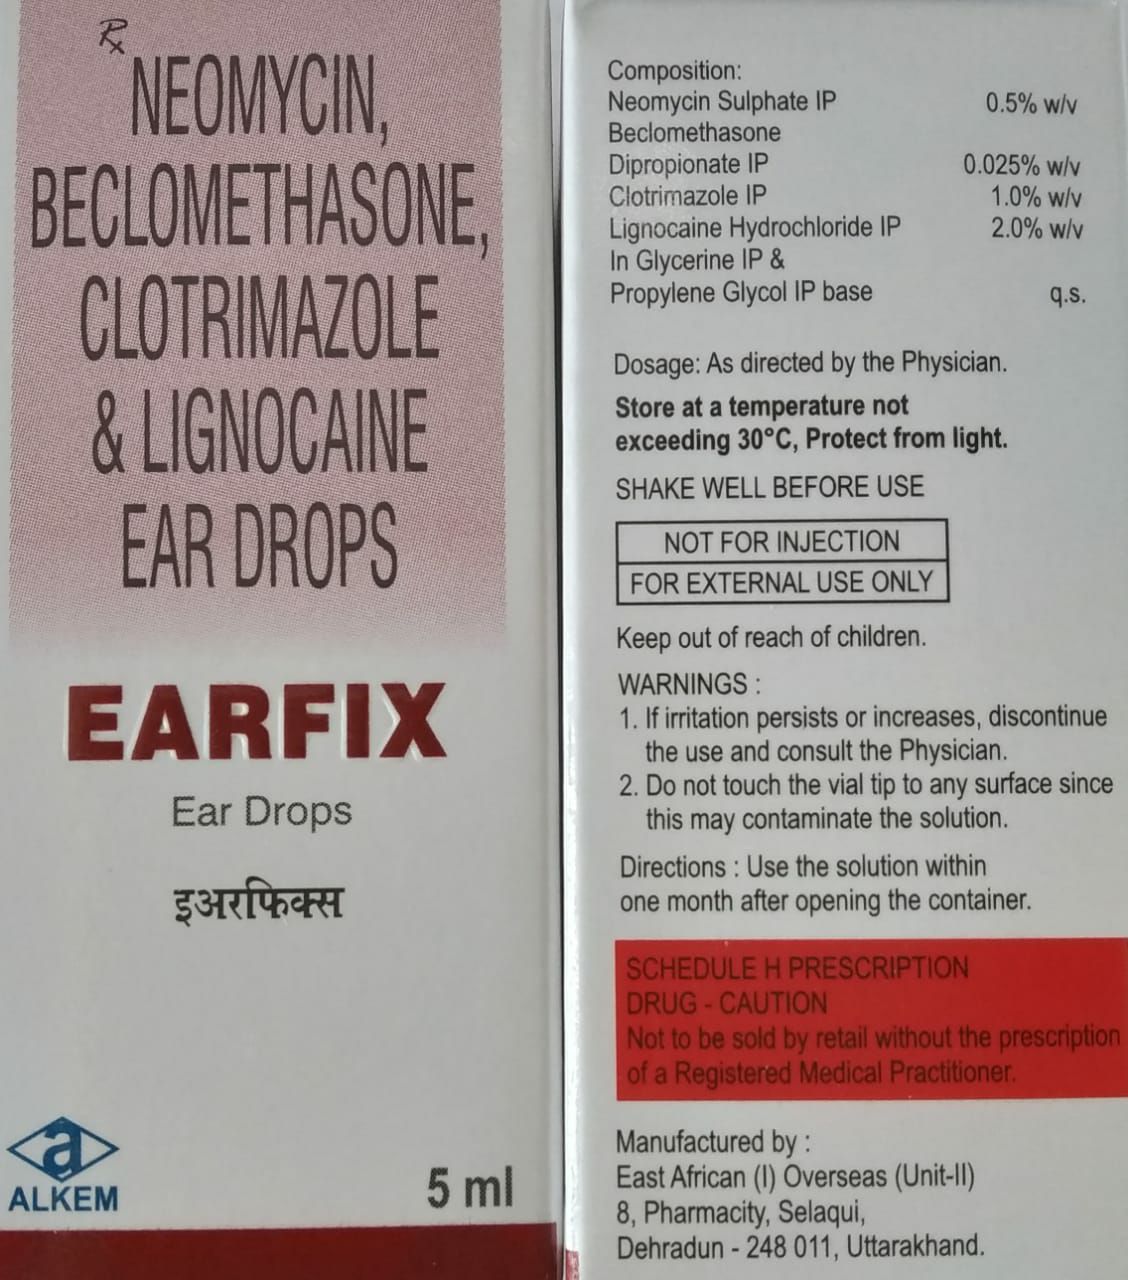 Rx
NEOMYCIN,
BECLOMETHASONE,
CLOTRIMAZOLE
& LIGNOCAINE
EAR DROPS
EARFIX
Ear Drops
इअरफिक्स
a
ALKEM
5 ml
Composition:
Neomycin Sulphate IP 0.5% w/v
Beclomethasone
Dipropionate IP 0.025% w/v
Clotrimazole IP 1.0% w/v
Lignocaine Hydrochloride IP 2.0% w/v
In Glycerine IP &
Propylene Glycol IP base q.s.
Dosage: As directed by the Physician.
Store at a temperature not
exceeding 30°C, Protect from light.
SHAKE WELL BEFORE USE
NOT FOR INJECTION
FOR EXTERNAL USE ONLY
Keep out of reach of children.
WARNINGS :
1. If irritation persists or increases, discontinue
the use and consult the Physician.
2. Do not touch the vial tip to any surface since
this may contaminate the solution.
Directions : Use the solution within
one month after opening the container.
SCHEDULE H PRESCRIPTION
DRUG - CAUTION
Not to be sold by retail without the prescription
of a Registered Medical Practitioner.
Manufactured by :
East African (I) Overseas (Unit-II)
8, Pharmacity, Selaqui,
Dehradun - 248 011, Uttarakhand.